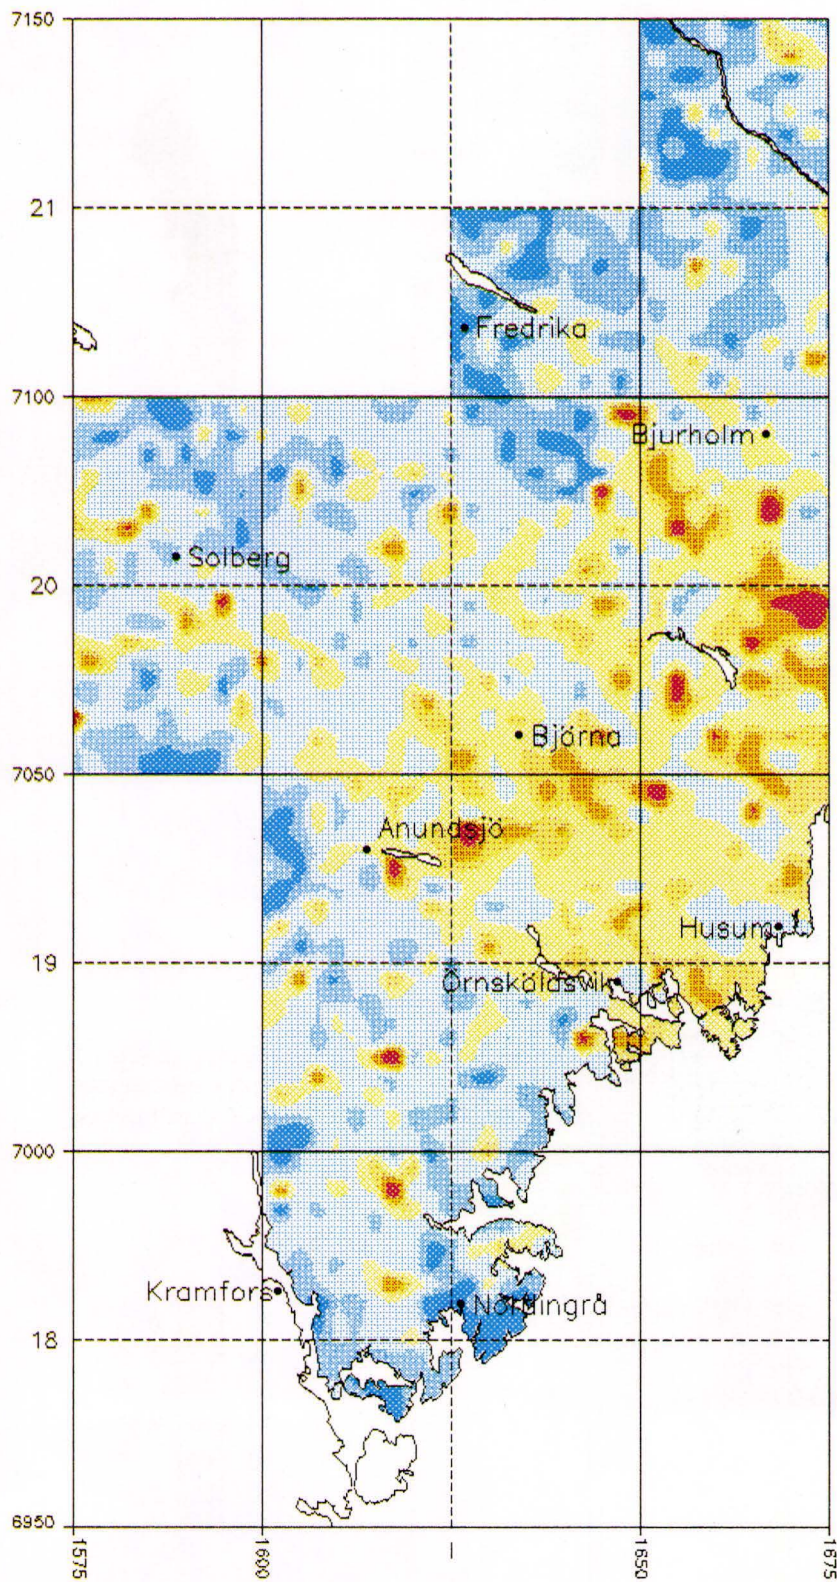 7150
21
Fredrika
7100
Bjurholm
Solberg
20
Björna
7050
Anundsjö
Husum
19
Örnsköldsvik
7000
Kramfors
Nordingrå
18
6950
1575
1600
1650
1675